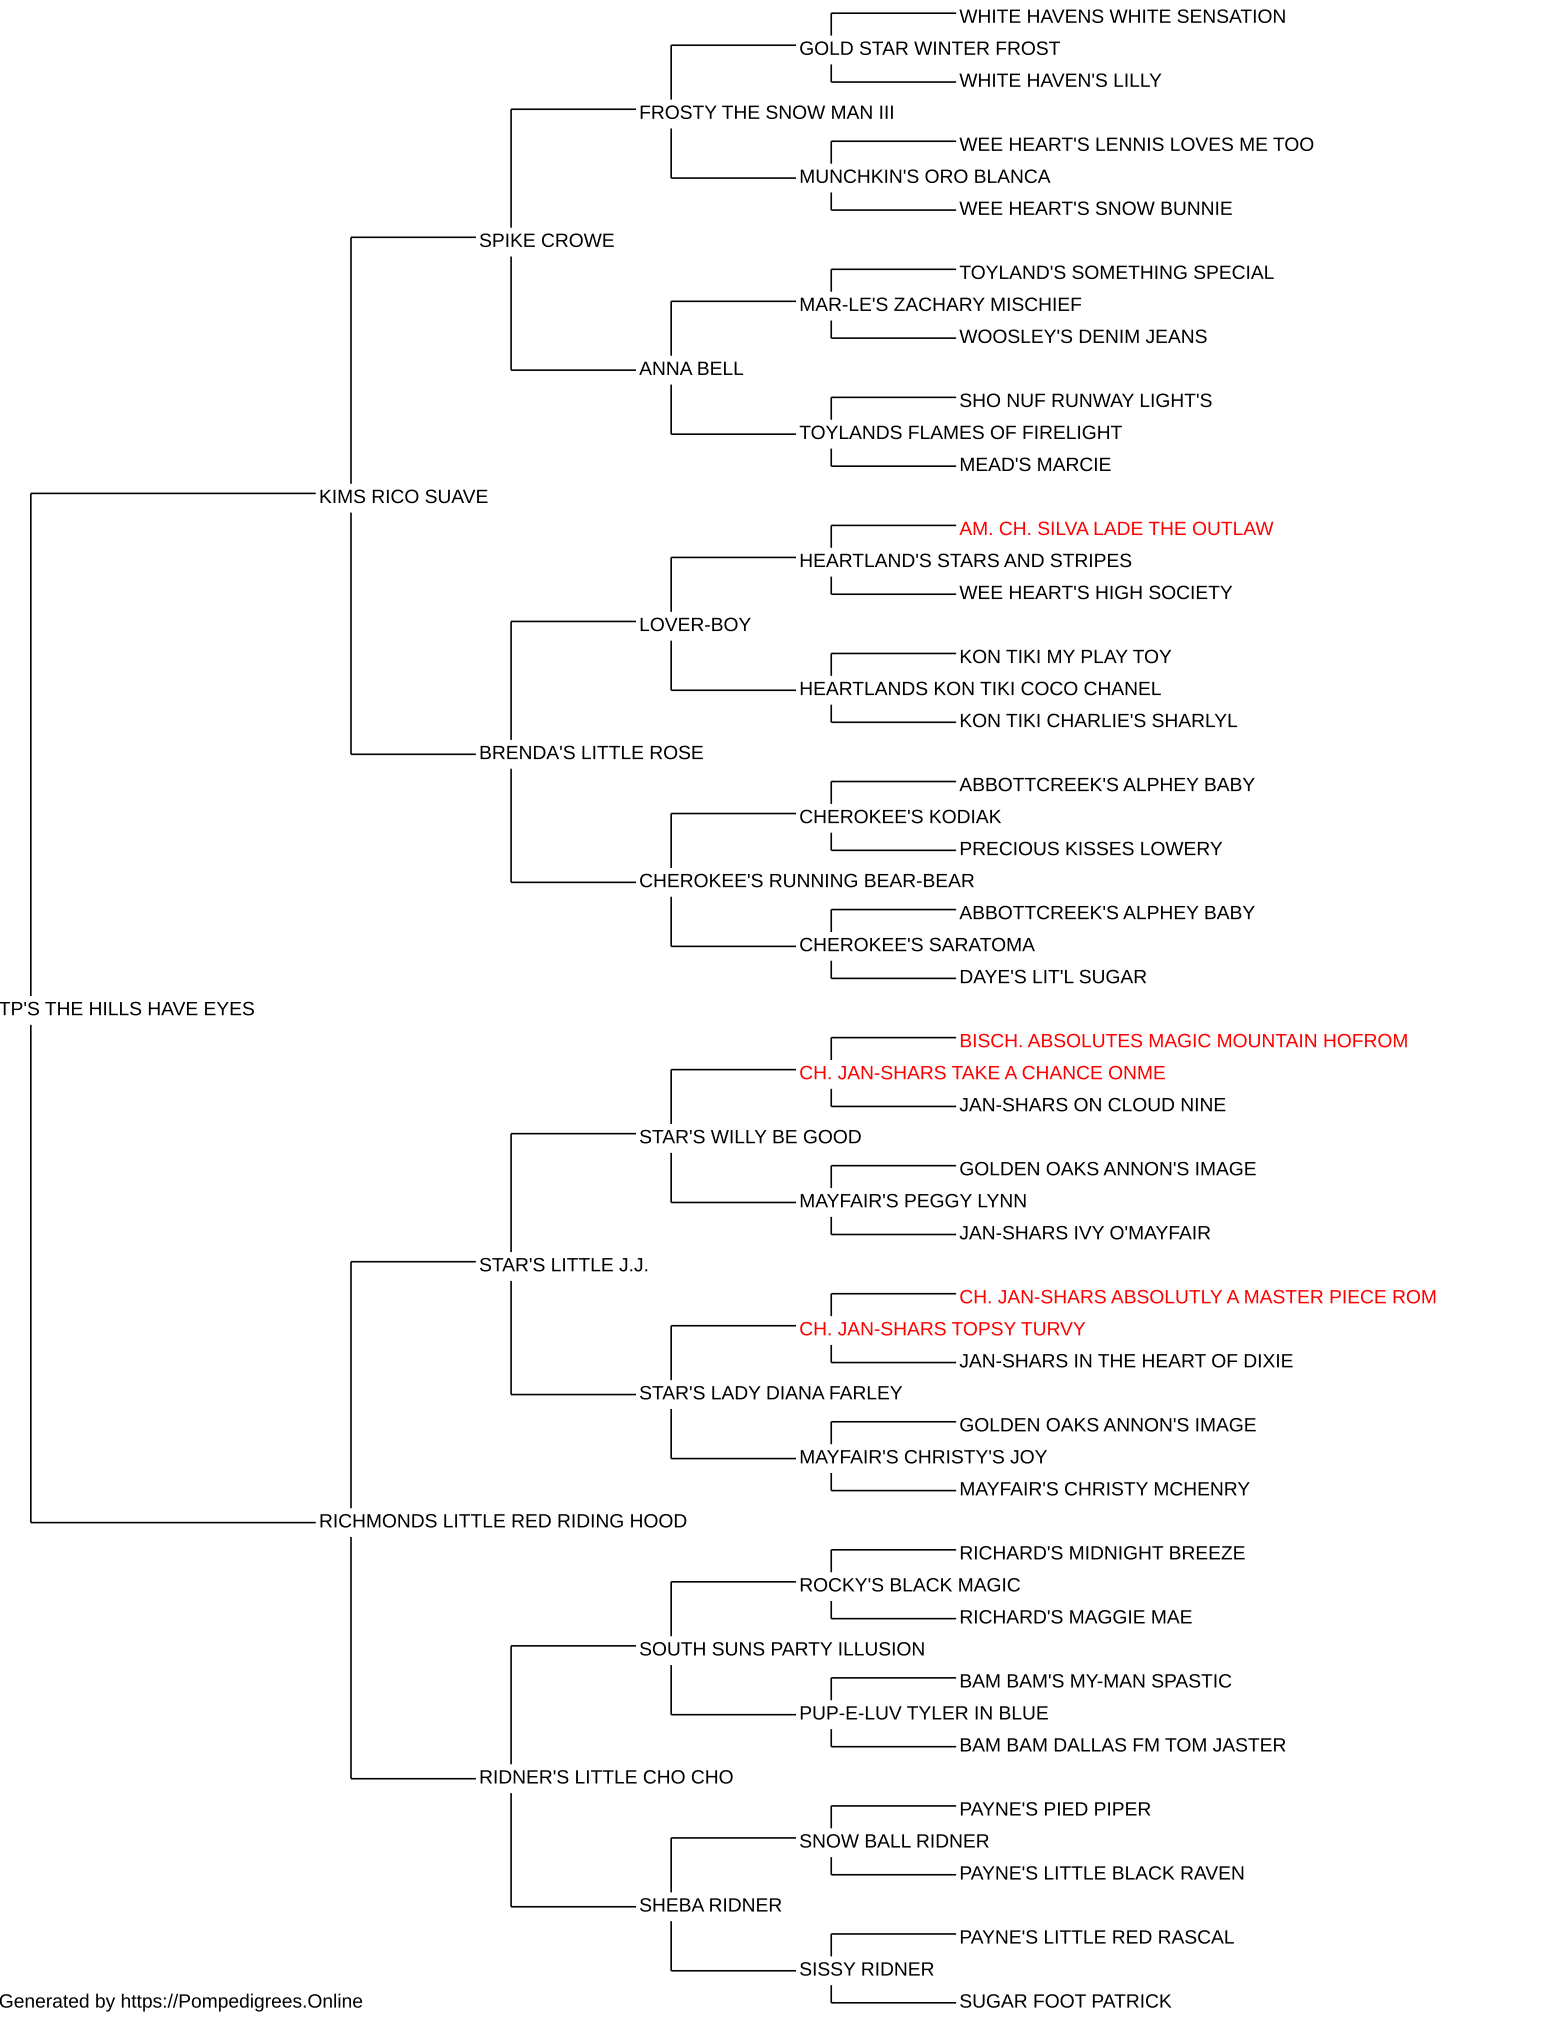 WHITE HAVENS WHITE SENSATION
GOLD STAR WINTER FROST
WHITE HAVEN'S LILLY
FROSTY THE SNOW MAN III
WEE HEART'S LENNIS LOVES ME TOO
MUNCHKIN'S ORO BLANCA
WEE HEART'S SNOW BUNNIE
SPIKE CROWE
TOYLAND'S SOMETHING SPECIAL
MAR-LE'S ZACHARY MISCHIEF
WOOSLEY'S DENIM JEANS
ANNA BELL
SHO NUF RUNWAY LIGHT'S
TOYLANDS FLAMES OF FIRELIGHT
MEAD'S MARCIE
KIMS RICO SUAVE
AM. CH. SILVA LADE THE OUTLAW
HEARTLAND'S STARS AND STRIPES
WEE HEART'S HIGH SOCIETY
LOVER-BOY
KON TIKI MY PLAY TOY
HEARTLANDS KON TIKI COCO CHANEL
KON TIKI CHARLIE'S SHARLYL
BRENDA'S LITTLE ROSE
ABBOTTCREEK'S ALPHEY BABY
CHEROKEE'S KODIAK
PRECIOUS KISSES LOWERY
CHEROKEE'S RUNNING BEAR-BEAR
ABBOTTCREEK'S ALPHEY BABY
CHEROKEE'S SARATOMA
DAYE'S LIT'L SUGAR
TP'S THE HILLS HAVE EYES
BISCH. ABSOLUTES MAGIC MOUNTAIN HOFROM
CH. JAN-SHARS TAKE A CHANCE ONME
JAN-SHARS ON CLOUD NINE
STAR'S WILLY BE GOOD
GOLDEN OAKS ANNON'S IMAGE
MAYFAIR'S PEGGY LYNN
JAN-SHARS IVY O'MAYFAIR
STAR'S LITTLE J.J.
CH. JAN-SHARS ABSOLUTLY A MASTER PIECE ROM
CH. JAN-SHARS TOPSY TURVY
JAN-SHARS IN THE HEART OF DIXIE
STAR'S LADY DIANA FARLEY
GOLDEN OAKS ANNON'S IMAGE
MAYFAIR'S CHRISTY'S JOY
MAYFAIR'S CHRISTY MCHENRY
RICHMONDS LITTLE RED RIDING HOOD
RICHARD'S MIDNIGHT BREEZE
ROCKY'S BLACK MAGIC
RICHARD'S MAGGIE MAE
SOUTH SUNS PARTY ILLUSION
BAM BAM'S MY-MAN SPASTIC
PUP-E-LUV TYLER IN BLUE
BAM BAM DALLAS FM TOM JASTER
RIDNER'S LITTLE CHO CHO
PAYNE'S PIED PIPER
SNOW BALL RIDNER
PAYNE'S LITTLE BLACK RAVEN
SHEBA RIDNER
PAYNE'S LITTLE RED RASCAL
SISSY RIDNER
SUGAR FOOT PATRICK
Generated by https://Pompedigrees.Online